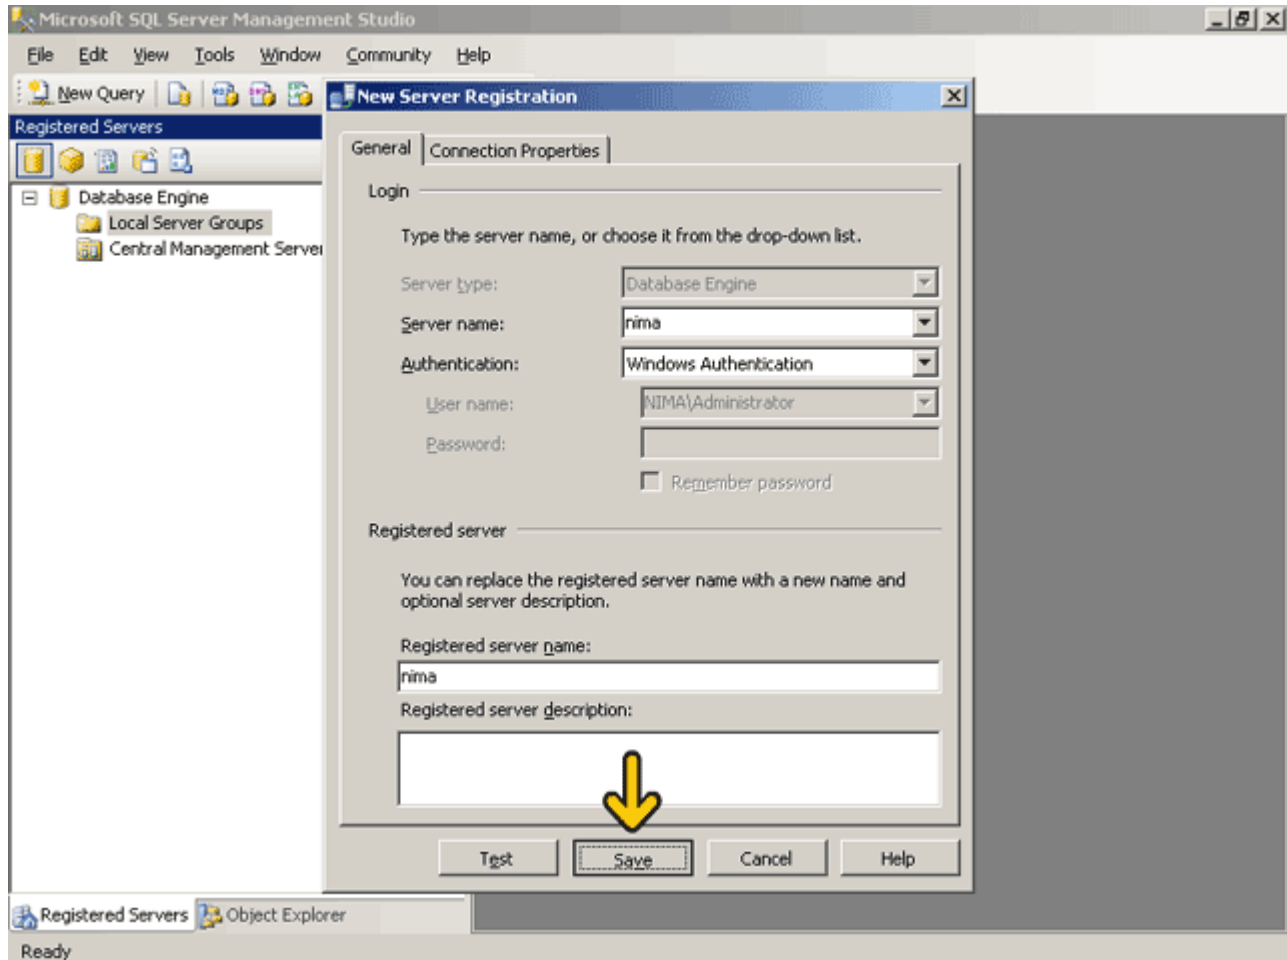 Microsoft SQL Server Management Studio
File Edit View Tools Window Community Help
New Query
New Server Registration
Registered Servers
General Connection Properties
Database Engine
Local Server Groups
Central Management Server
Login
Type the server name, or choose it from the drop-down list.
Server type: Database Engine
Server name: nima
Authentication: Windows Authentication
User name: NIMA\Administrator
Password:
Remember password
Registered server
You can replace the registered server name with a new name and
optional server description.
Registered server name:
nima
Registered server description:
Test Save Cancel Help
Registered Servers Object Explorer
Ready